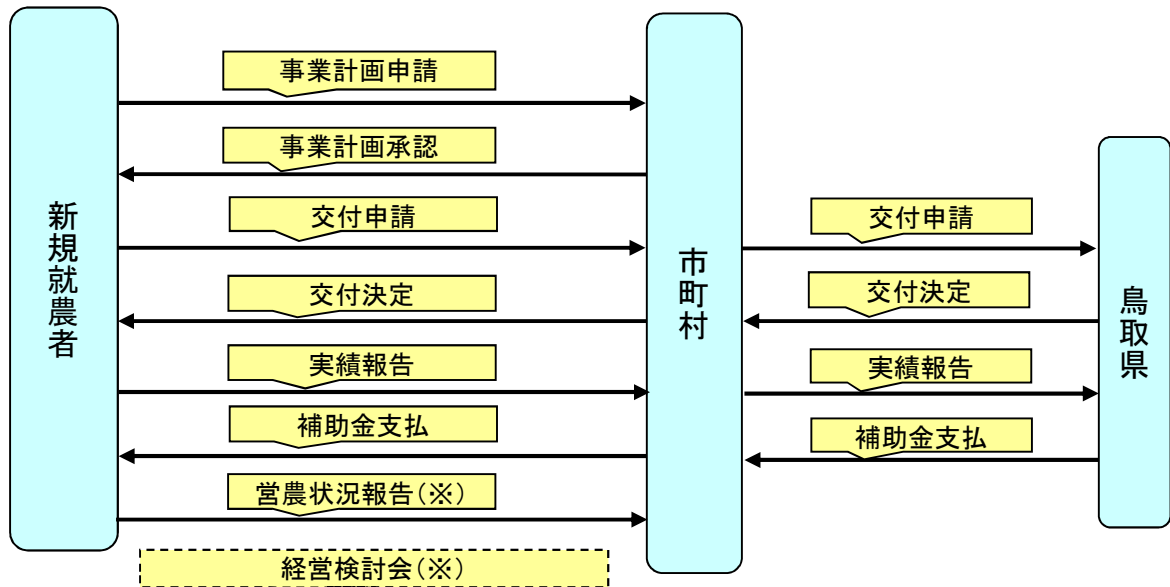 新規就農者
事業計画申請
事業計画承認
交付申請
交付決定
実績報告
補助金支払
営農状況報告(※)
経営検討会(※)
市町村
交付申請
交付決定
実績報告
補助金支払
鳥取県